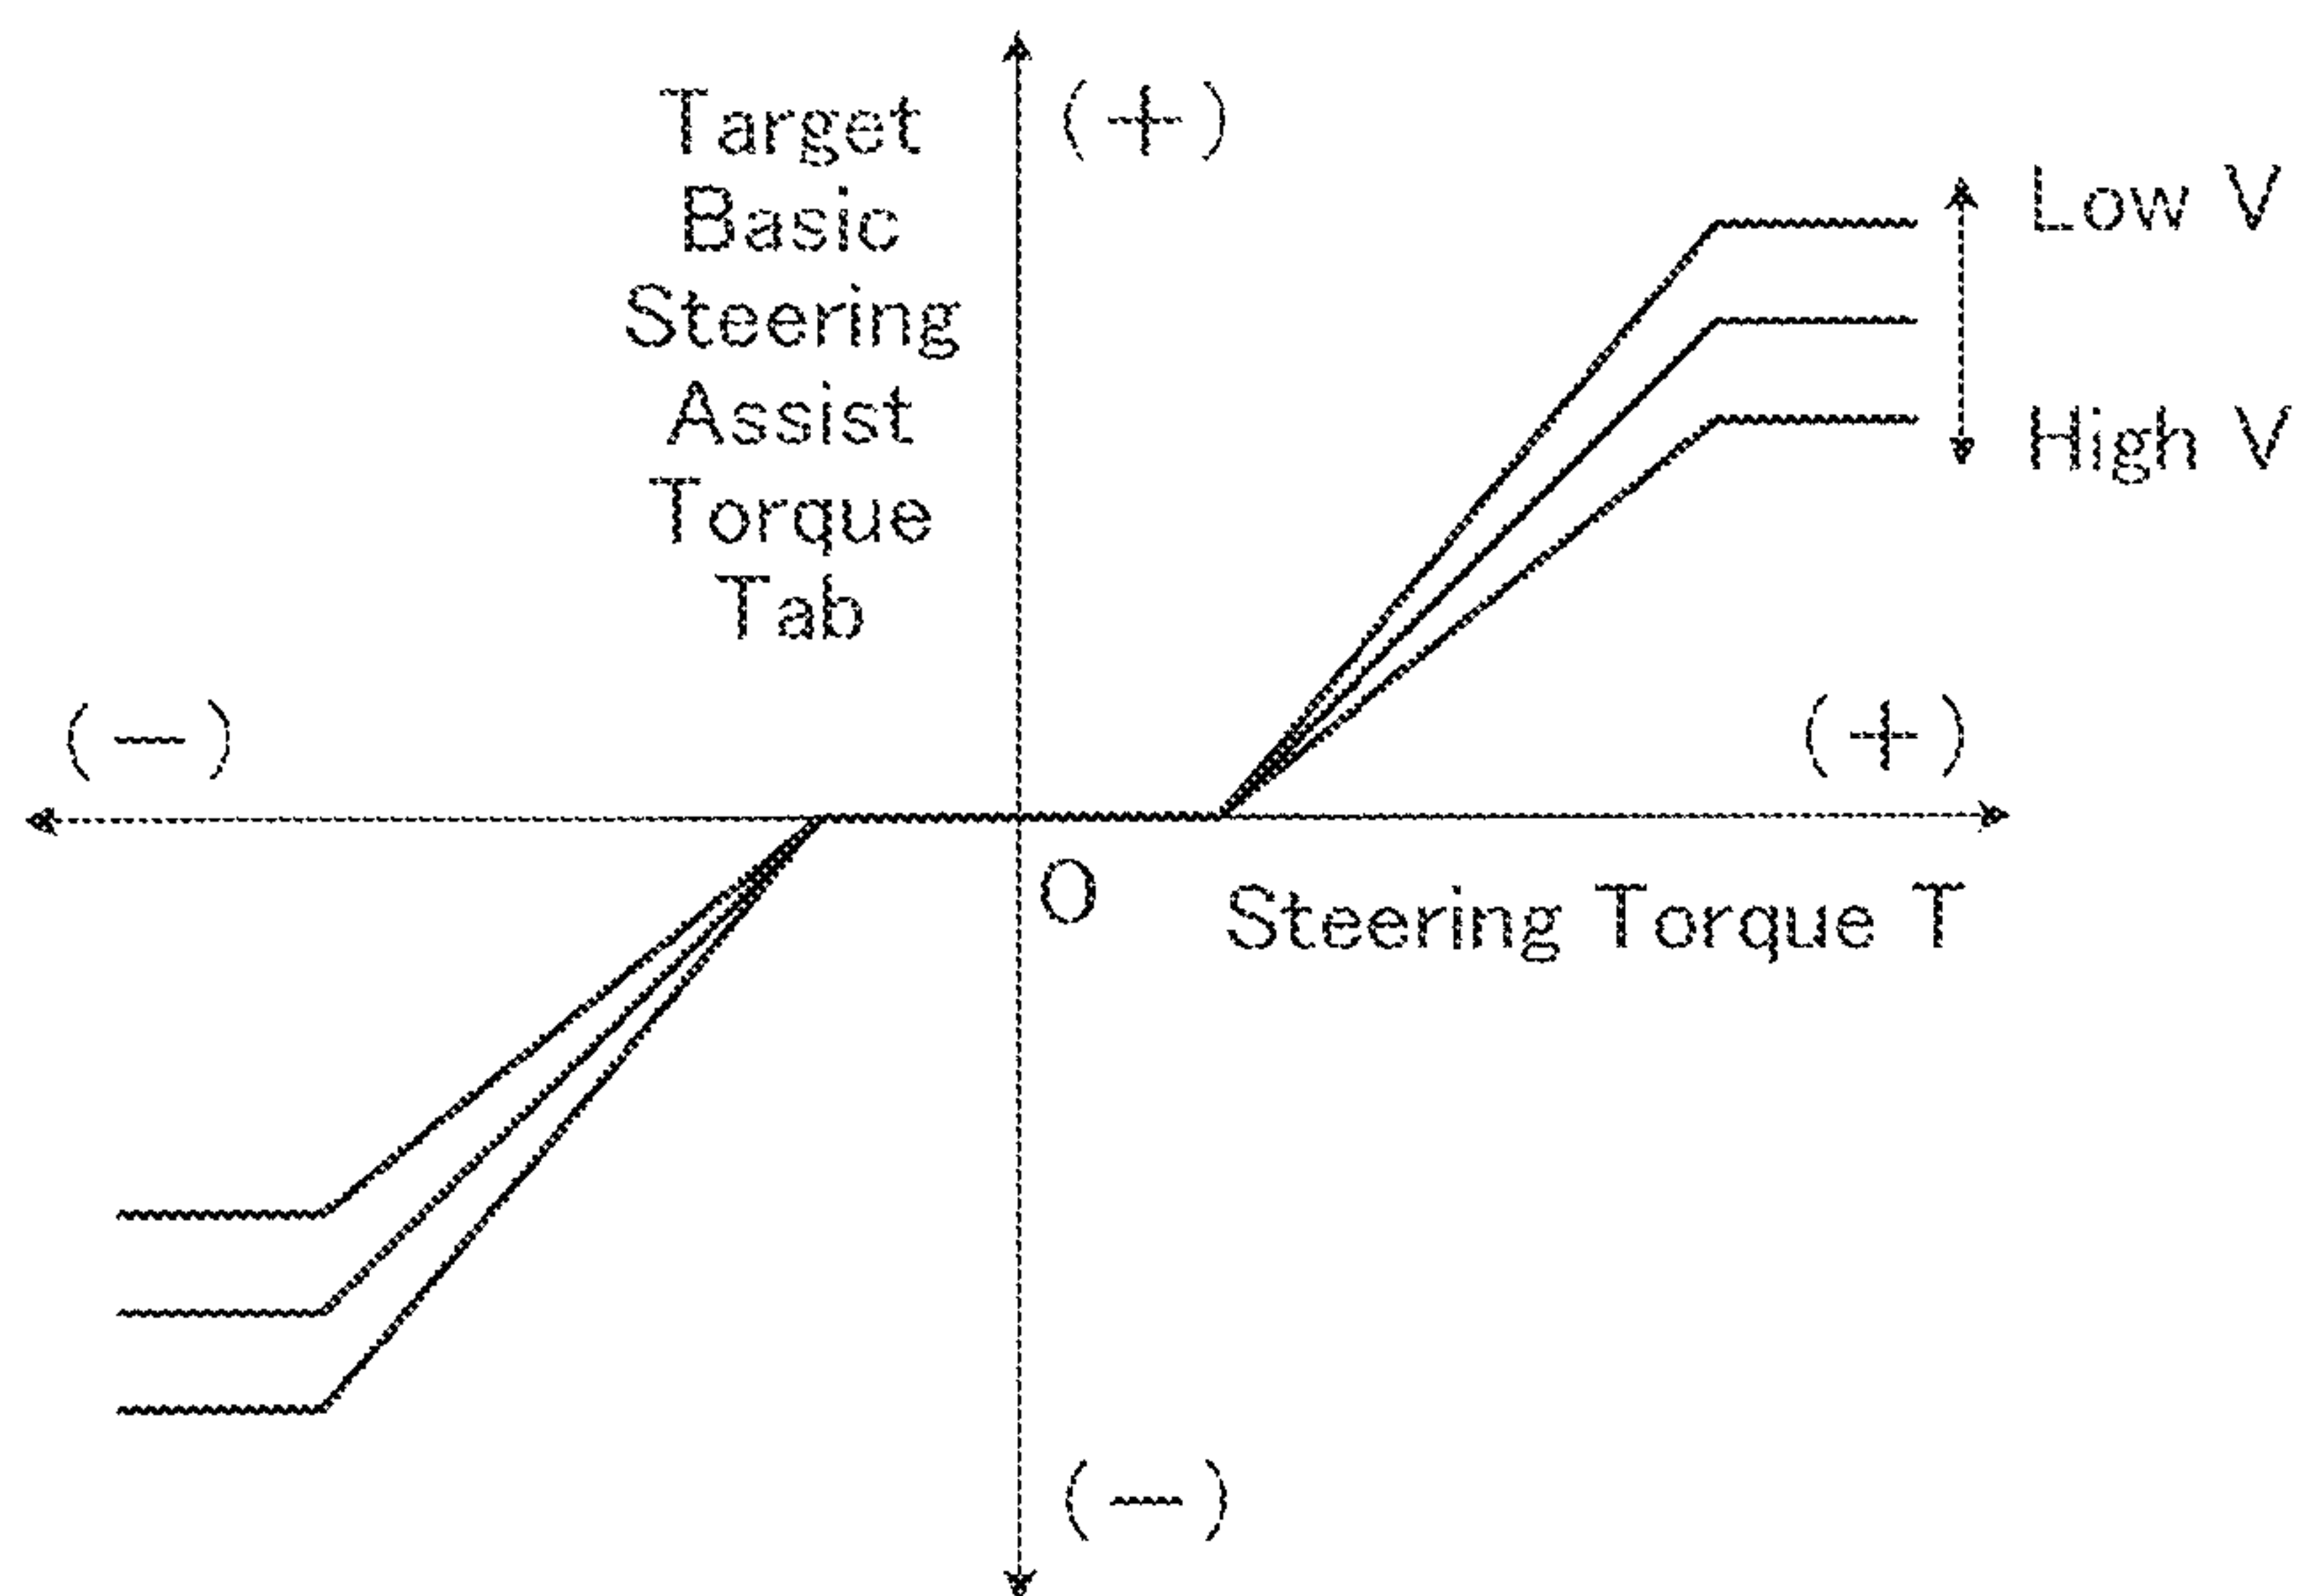 Target
Basic
Steering
Assist
Torque
Tab
(+)
Low V
High V
(−)
(+)
O
Steering Torque T
(−)